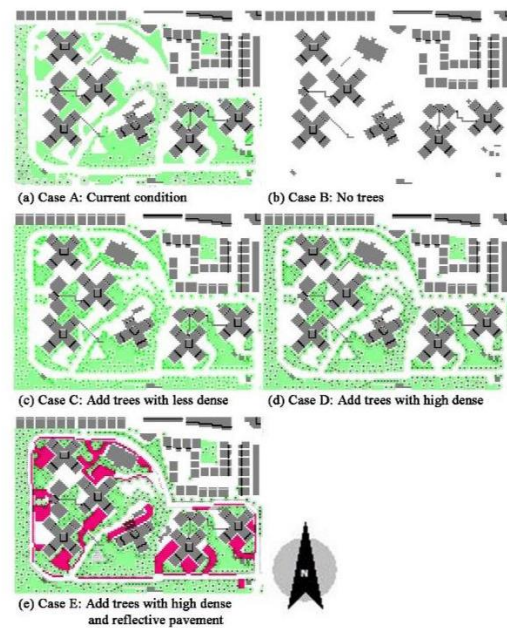 (a) Case A: Current condition
(b) Case B: No trees
(c) Case C: Add trees with less dense
(d) Case D: Add trees with high dense
(e) Case E: Add trees with high dense
and reflective pavement
N